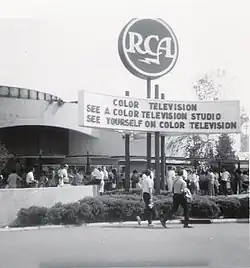 RCA
COLOR TELEVISION
SEE A COLOR TELEVISION STUDIO
SEE YOURSELF ON COLOR TELEVISION